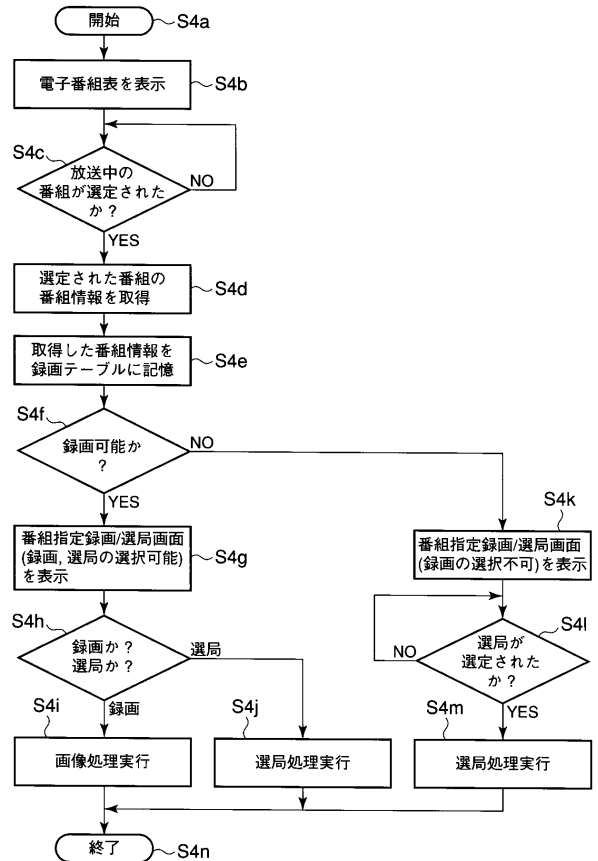 開始
S4a
電子番組表を表示
S4b
S4c
放送中の
番組が選定された
か?
NO
YES
選定された番組の
番組情報を取得
S4d
取得した番組情報を
録画テーブルに記憶
S4e
S4f
録画可能か
?
NO
YES
番組指定録画/選局画面
(録画,選局の選択可能)
を表示
S4g
S4k
番組指定録画/選局画面
(録画の選択不可)を表示
S4h
録画か?
選局か?
選局
録画
S4l
選局が
選定された
か?
NO
YES
S4i
画像処理実行
S4j
選局処理実行
S4m
選局処理実行
終了
S4n